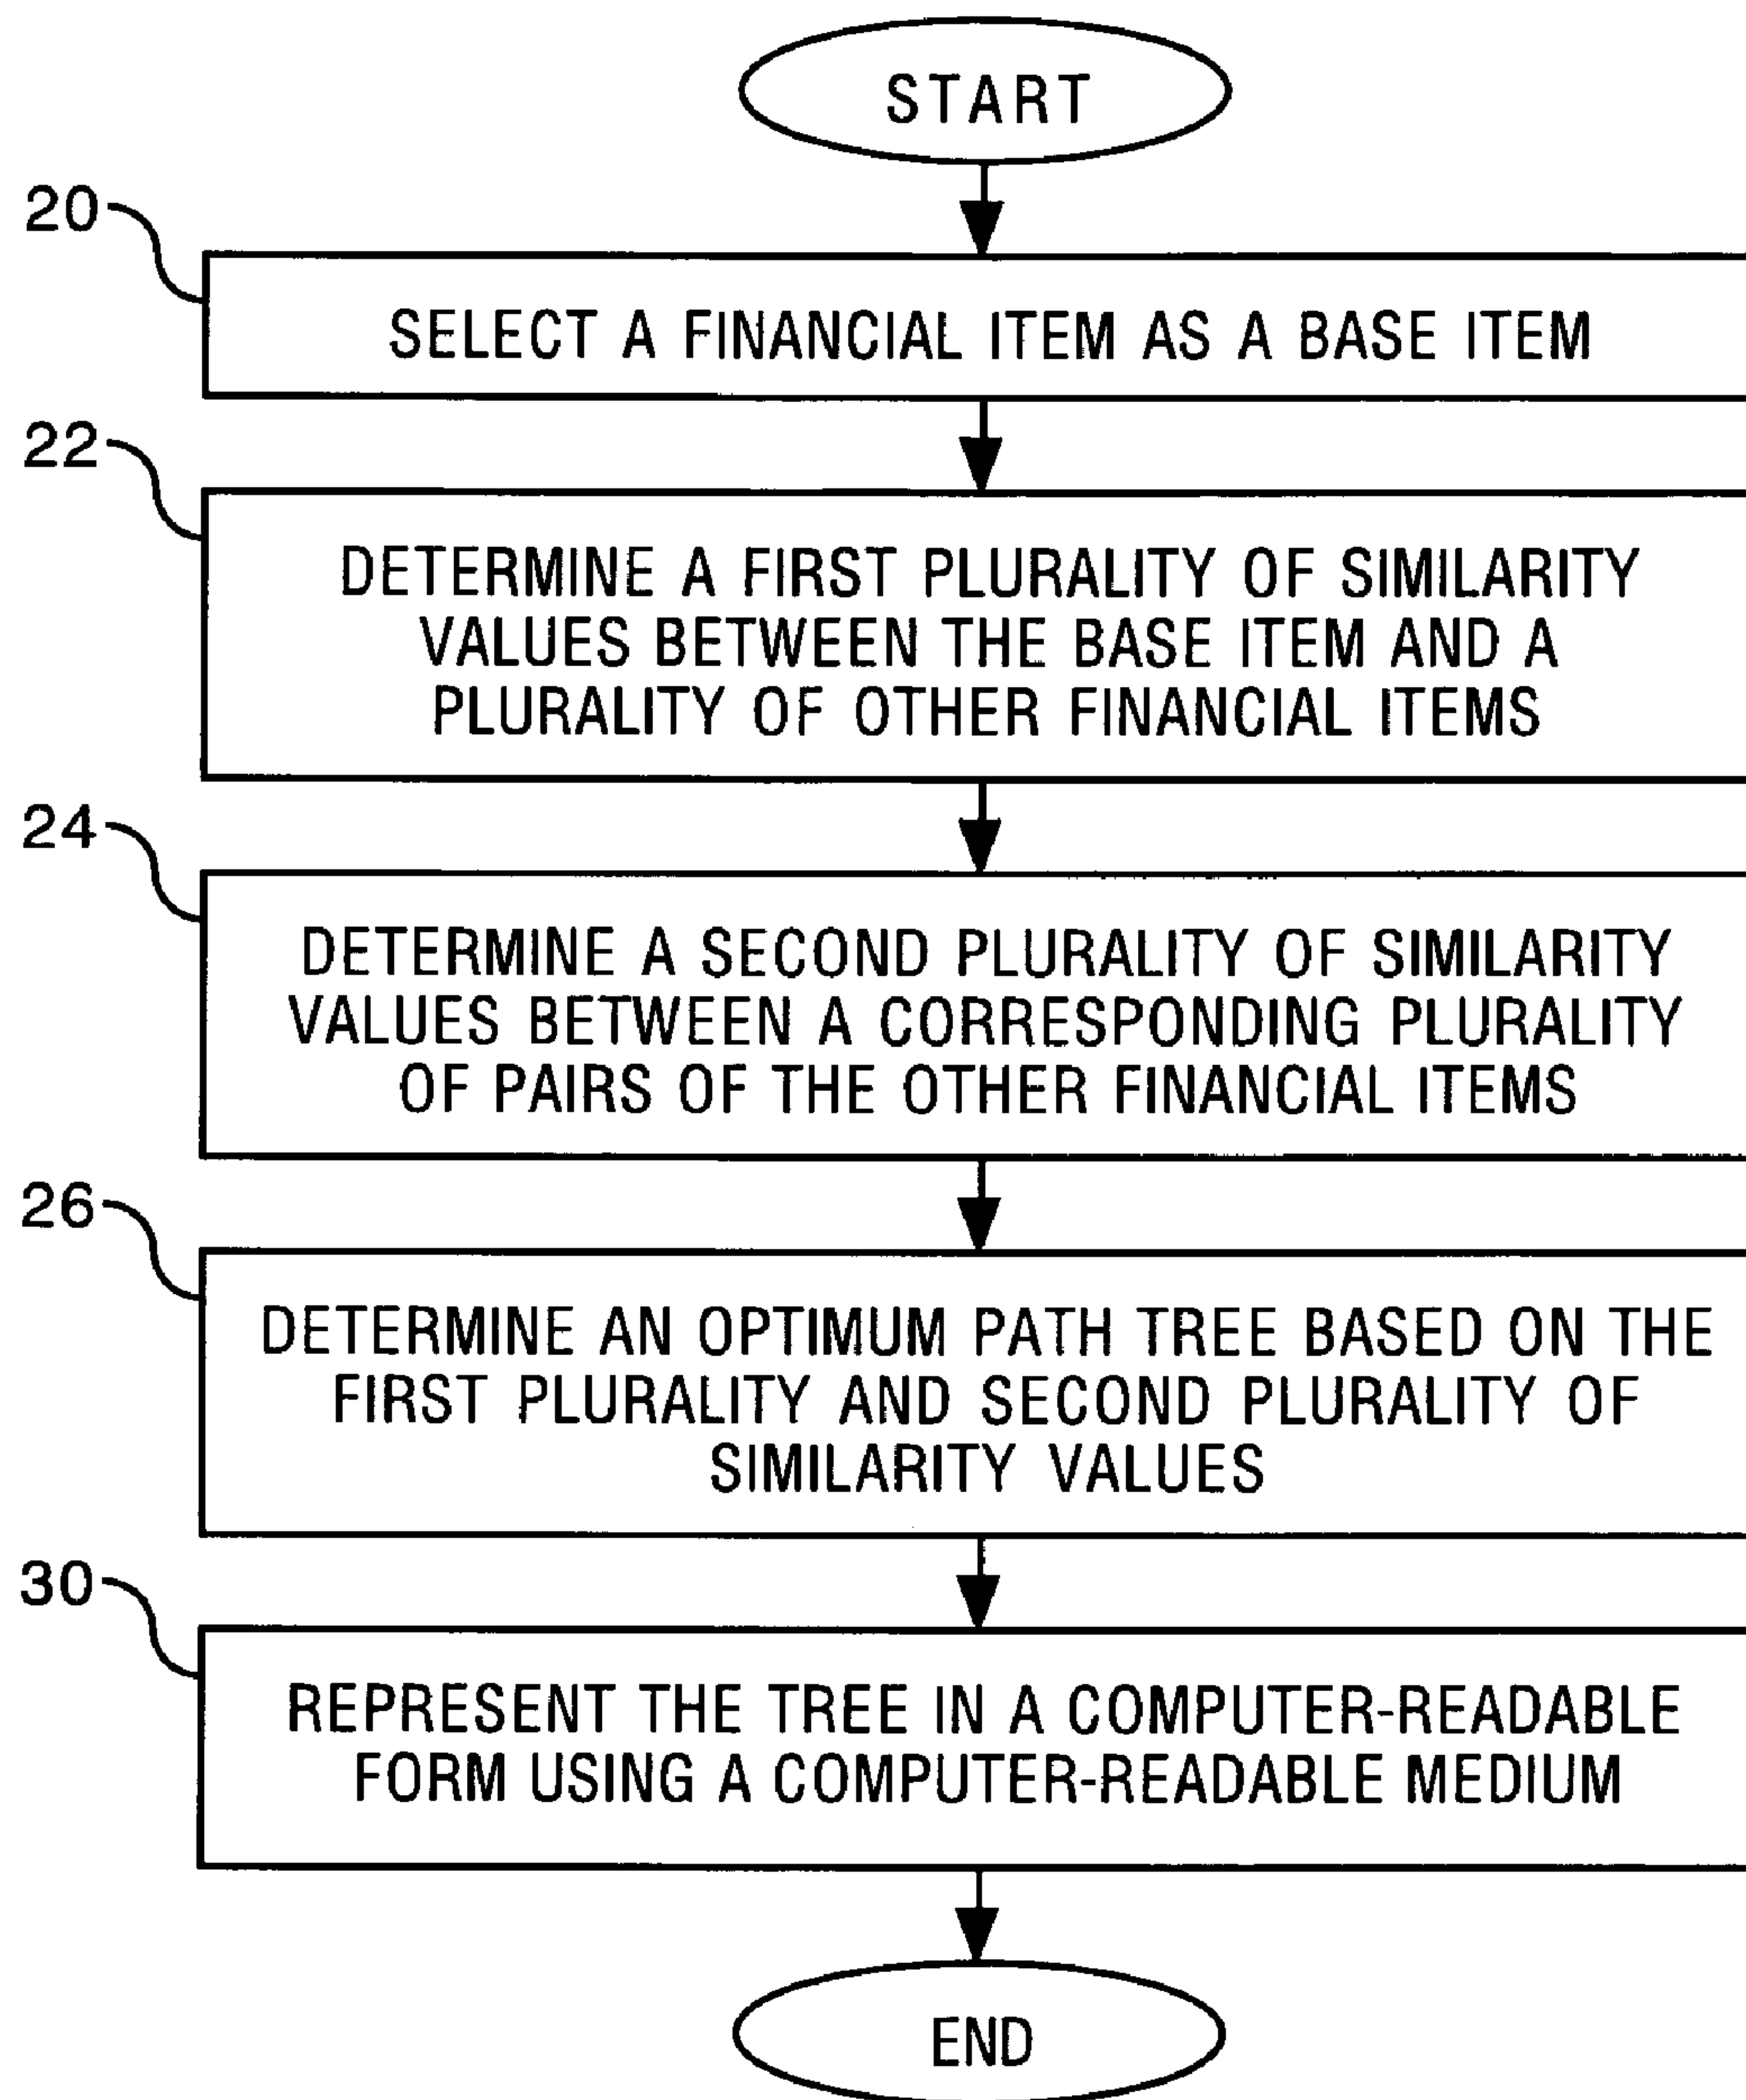 START
20
SELECT A FINANCIAL ITEM AS A BASE ITEM
22
DETERMINE A FIRST PLURALITY OF SIMILARITY
VALUES BETWEEN THE BASE ITEM AND A
PLURALITY OF OTHER FINANCIAL ITEMS
24
DETERMINE A SECOND PLURALITY OF SIMILARITY
VALUES BETWEEN A CORRESPONDING PLURALITY
OF PAIRS OF THE OTHER FINANCIAL ITEMS
26
DETERMINE AN OPTIMUM PATH TREE BASED ON THE
FIRST PLURALITY AND SECOND PLURALITY OF
SIMILARITY VALUES
30
REPRESENT THE TREE IN A COMPUTER-READABLE
FORM USING A COMPUTER-READABLE MEDIUM
END